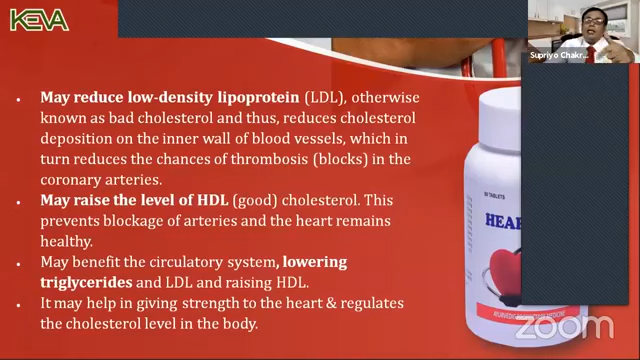 KEVA
Supriyo Chakr...
• May reduce low-density lipoprotein (LDL), otherwise
known as bad cholesterol and thus, reduces cholesterol
deposition on the inner wall of blood vessels, which in
turn reduces the chances of thrombosis (blocks) in the
coronary arteries.
• May raise the level of HDL (good) cholesterol. This
prevents blockage of arteries and the heart remains
healthy.
• May benefit the circulatory system, lowering
triglycerides and LDL and raising HDL.
• It may help in giving strength to the heart & regulates
the cholesterol level in the body.
TABLETS
HEAR
zoom